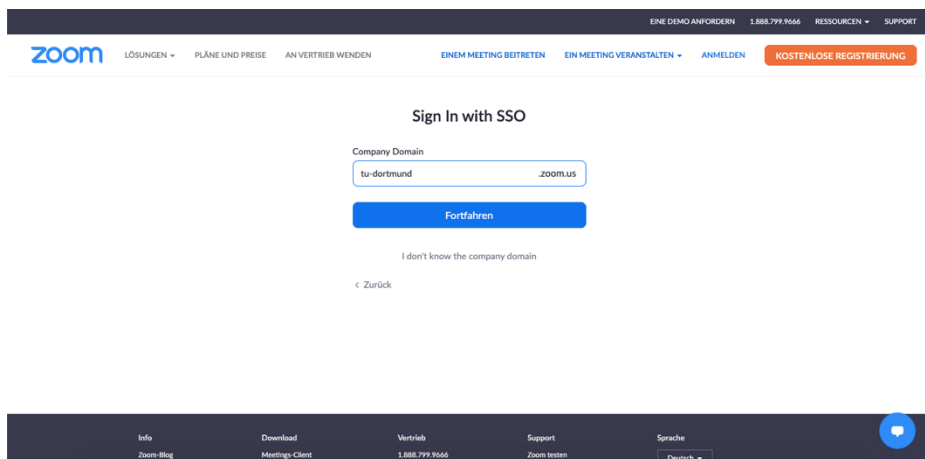 EINE DEMO ANFORDERN 1.888.799.9666 RESSOURCEN SUPPORT
zoom LÖSUNGEN PLÄNE UND PREISE AN VERTRIEB WENDEN EINEM MEETING BEITRETEN EIN MEETING VERANSTALTEN ANMELDEN KOSTENLOSE REGISTRIERUNG
Sign In with SSO
Company Domain
tu-dortmund .zoom.us
Fortfahren
I don't know the company domain
< Zurück
Info Download Vertrieb Support Sprache
Zoom-Blog Meetings-Client 1.888.799.9666 Zoom testen Deutsch